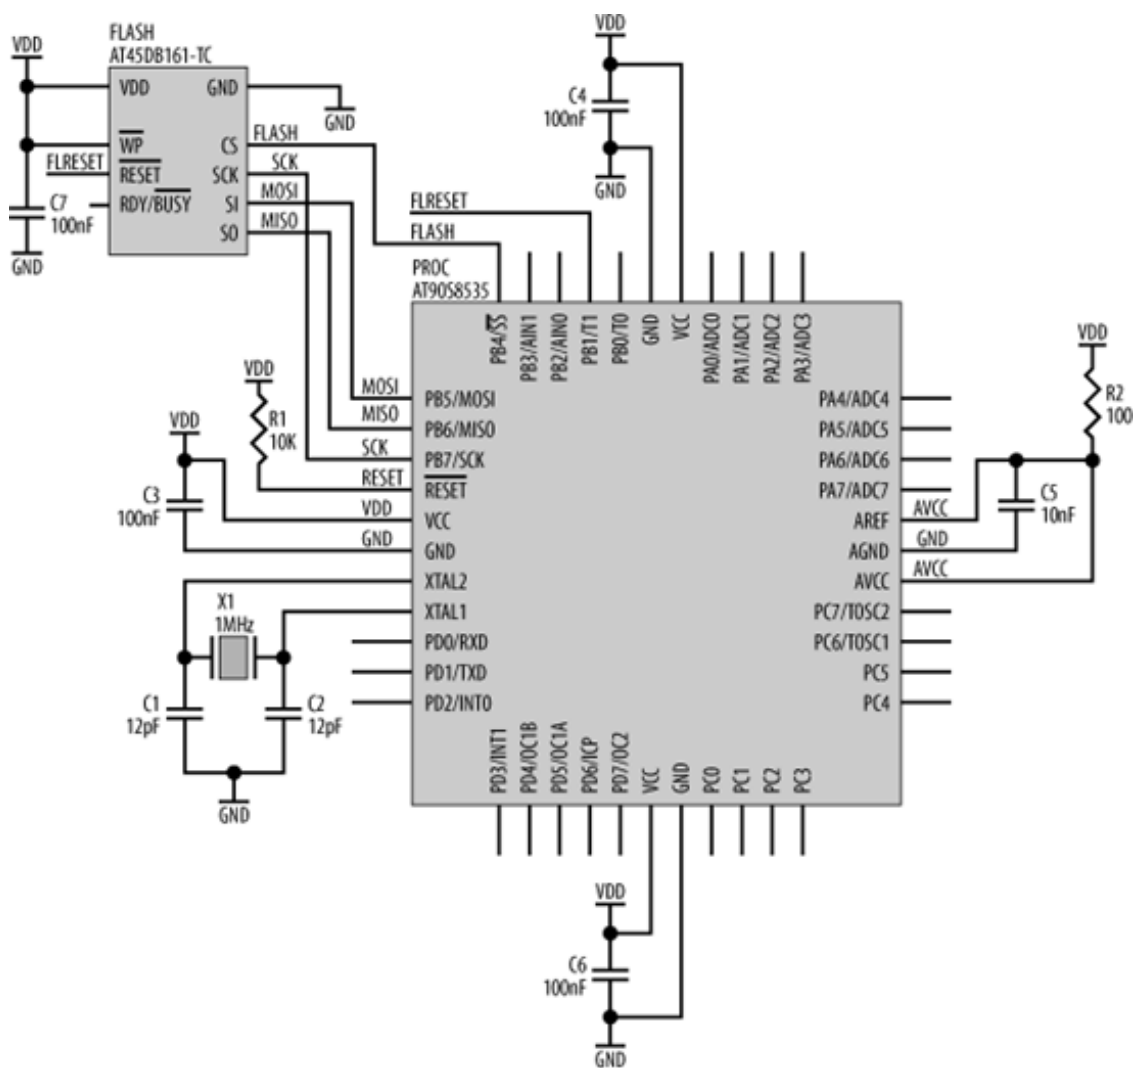 FLASH
AT45DB161-TC
VDD
VDD
GND
GND
WP
CS
FLASH
FLRESET
RESET
SCK
SCK
RDY/BUSY
SI
MOSI
SO
MISO
C7
100nF
GND
VDD
C4
100nF
GND
FLRESET
FLASH
PROC
AT90S8535
PB4/SS
PB3/AIN1
PB2/AIN0
PB1/T1
PB0/T0
GND
VCC
PA0/ADC0
PA1/ADC1
PA2/ADC2
PA3/ADC3
MOSI
PB5/MOSI
MISO
PB6/MISO
SCK
PB7/SCK
RESET
RESET
VDD
VCC
GND
GND
XTAL2
XTAL1
PD0/RXD
PD1/TXD
PD2/INT0
VDD
R1
10K
VDD
C3
100nF
X1
1MHz
C1
12pF
C2
12pF
GND
PA4/ADC4
PA5/ADC5
PA6/ADC6
PA7/ADC7
AREF
AVCC
AGND
GND
AVCC
AVCC
PC7/TOSC2
PC6/TOSC1
PC5
PC4
VDD
R2
100
C5
10nF
PD3/INT1
PD4/OC1B
PD5/OC1A
PD6/ICP
PD7/OC2
VCC
GND
PC0
PC1
PC2
PC3
VDD
C6
100nF
GND